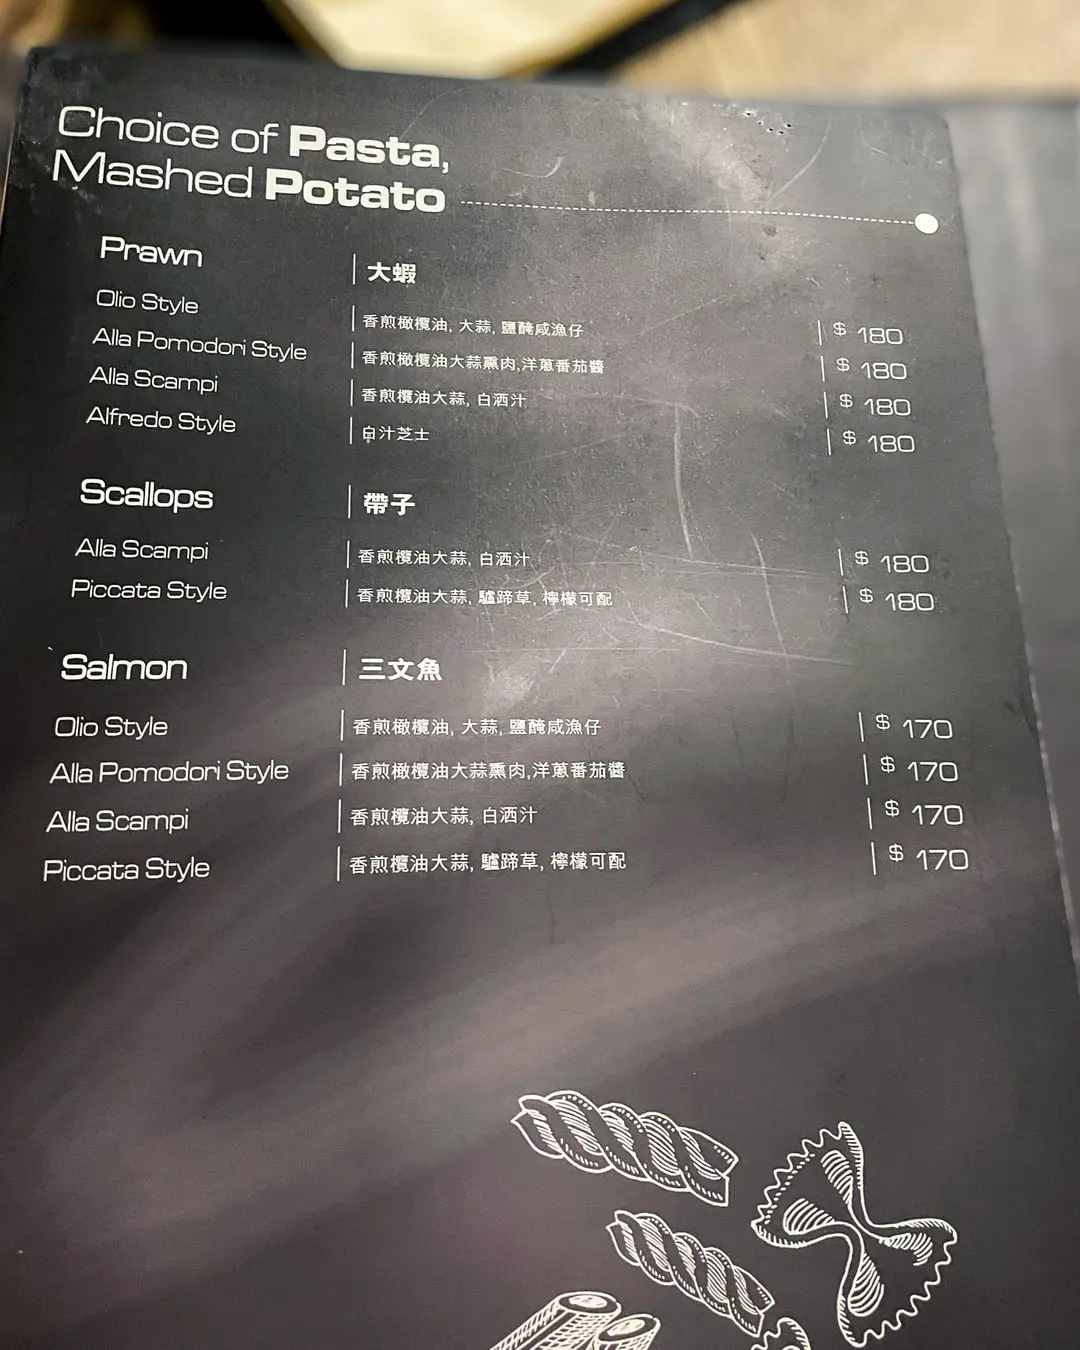 Choice of Pasta,
Mashed Potato
Prawn 大蝦
Olio Style 香煎橄欖油, 大蒜, 鹽醃咸漁仔 $ 180
Alla Pomodori Style 香煎橄欖油大蒜熏肉,洋蔥番茄醬 $ 180
Alla Scampi 香煎欖油大蒜, 白洒汁 $ 180
Alfredo Style 白汁芝士 $ 180
Scallops 帶子
Alla Scampi 香煎欖油大蒜, 白洒汁 $ 180
Piccata Style 香煎欖油大蒜, 驢蹄草, 檸檬可配 $ 180
Salmon 三文魚
Olio Style 香煎橄欖油, 大蒜, 鹽醃咸漁仔 $ 170
Alla Pomodori Style 香煎橄欖油大蒜熏肉,洋蔥番茄醬 $ 170
Alla Scampi 香煎欖油大蒜, 白洒汁 $ 170
Piccata Style 香煎欖油大蒜, 驢蹄草, 檸檬可配 $ 170